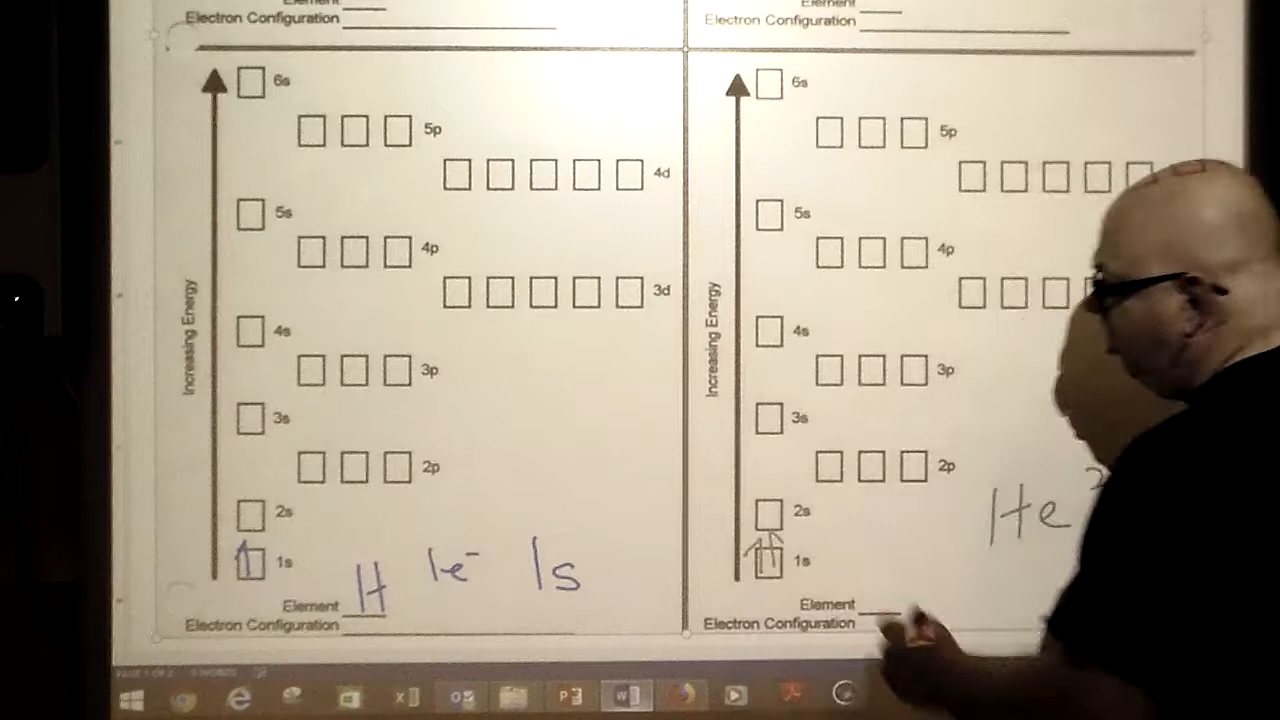 Element Element
Electron Configuration Electron Configuration
6s 6s
5p 5p
4d
5s 5s
4p 4p
3d
Increasing Energy Increasing Energy
4s 4s
3p 3p
3s 3s
2p 2p
He 2
2s 2s
1s H 1e- 1s 1s
Element Element
Electron Configuration Electron Configuration